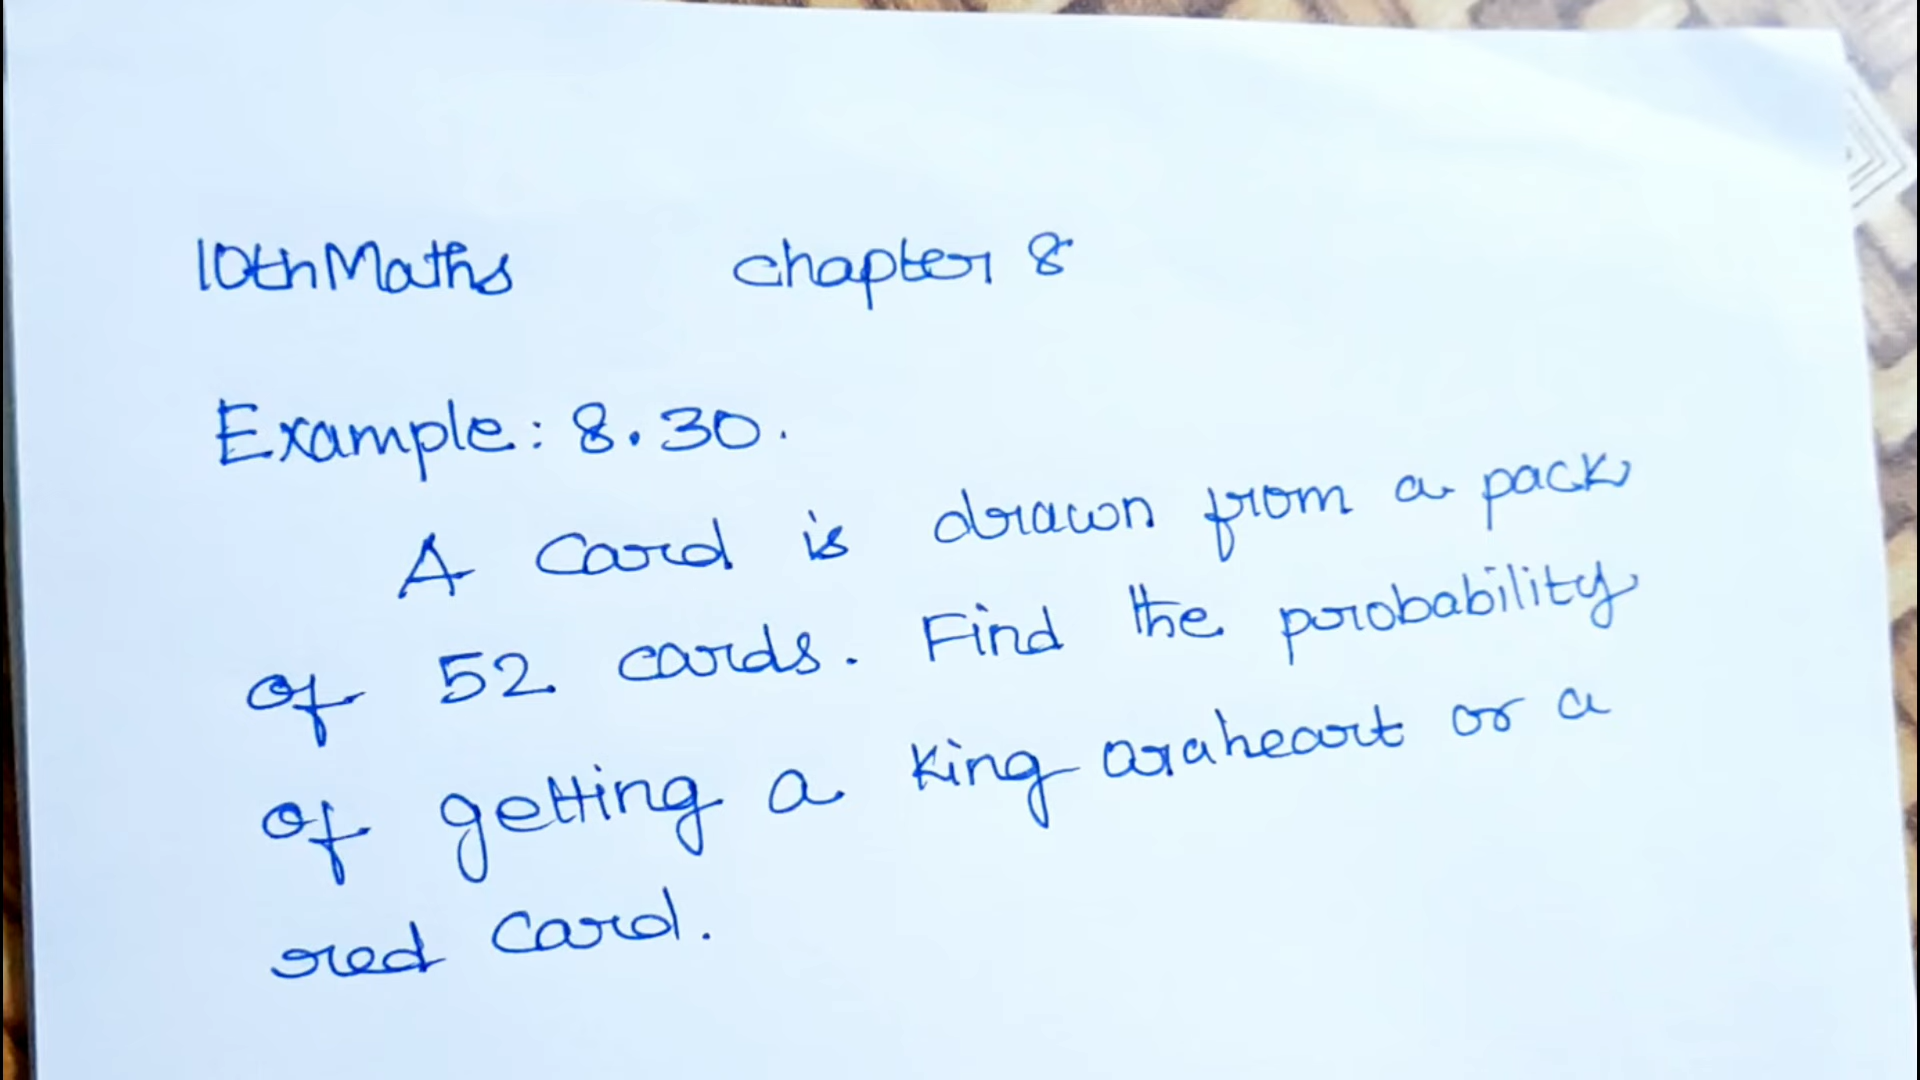 10th Maths chapter 8
Example: 8.30.
A Card is drawn from a pack
of 52 cards. Find the probability
of getting a king or a heart or a
red card.